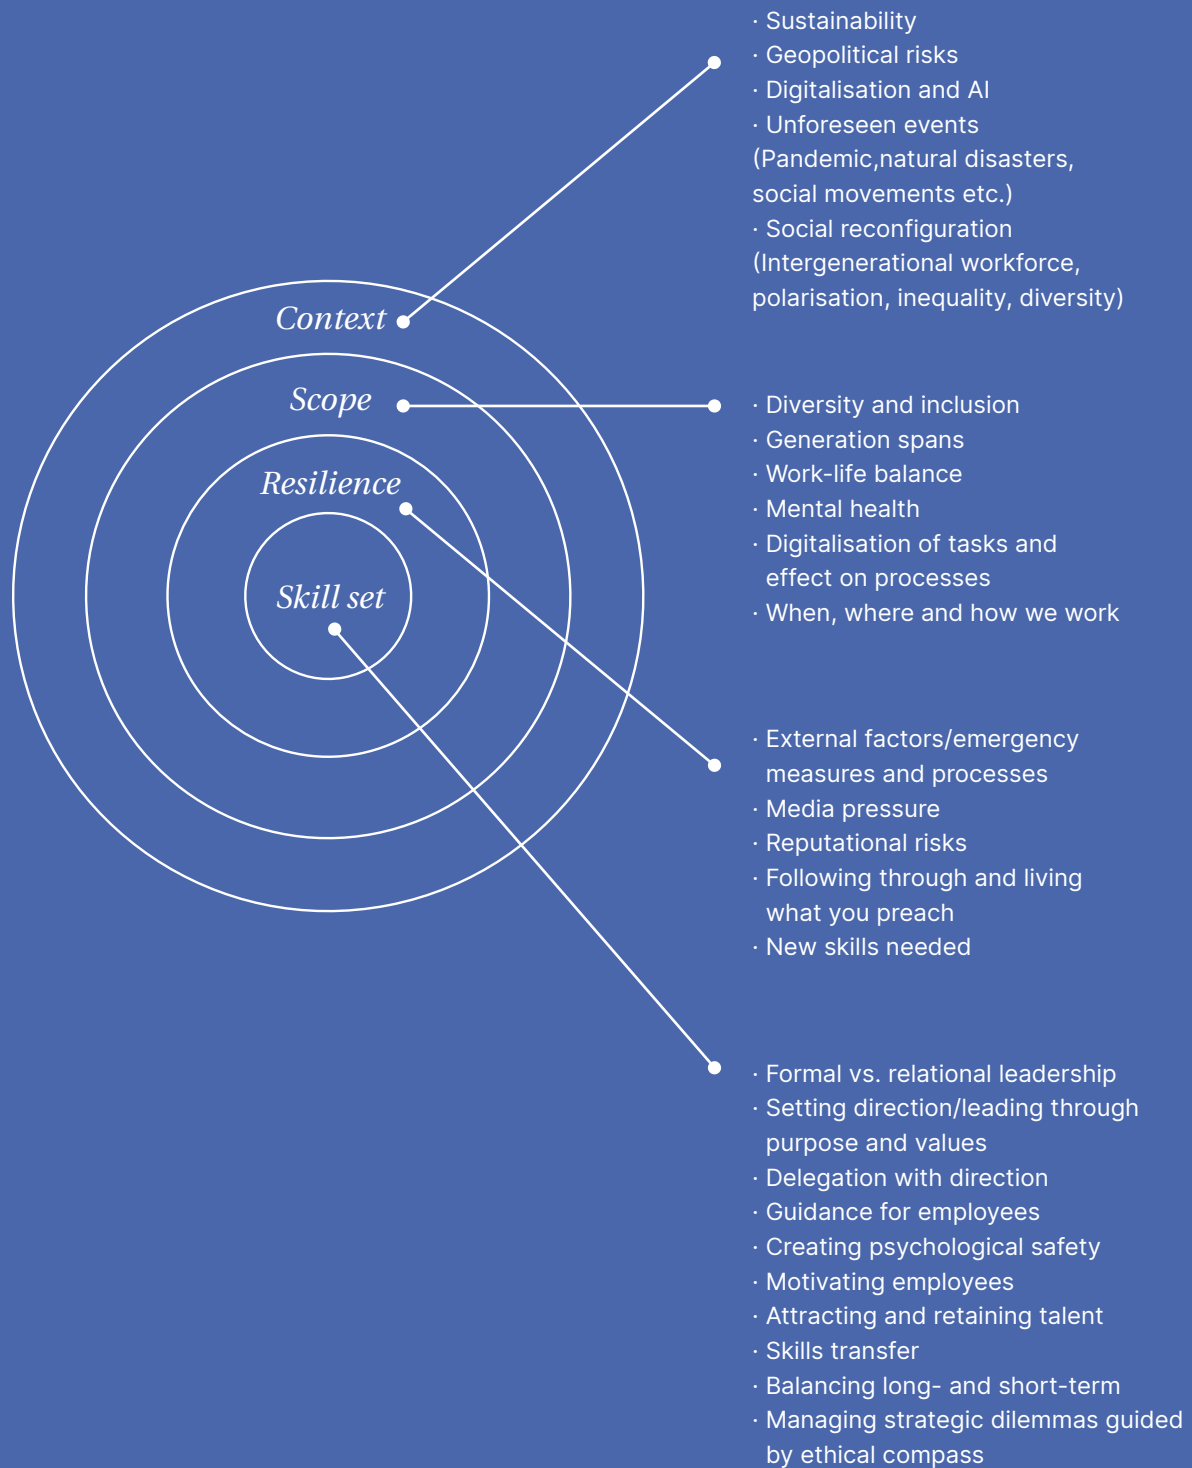 · Sustainability
· Geopolitical risks
· Digitalisation and AI
· Unforeseen events
(Pandemic,natural disasters,
social movements etc.)
· Social reconfiguration
(Intergenerational workforce,
polarisation, inequality, diversity)
Context
Scope
· Diversity and inclusion
· Generation spans
· Work-life balance
· Mental health
· Digitalisation of tasks and
effect on processes
· When, where and how we work
Resilience
· External factors/emergency
measures and processes
· Media pressure
· Reputational risks
· Following through and living
what you preach
· New skills needed
Skill set
· Formal vs. relational leadership
· Setting direction/leading through
purpose and values
· Delegation with direction
· Guidance for employees
· Creating psychological safety
· Motivating employees
· Attracting and retaining talent
· Skills transfer
· Balancing long- and short-term
· Managing strategic dilemmas guided
by ethical compass